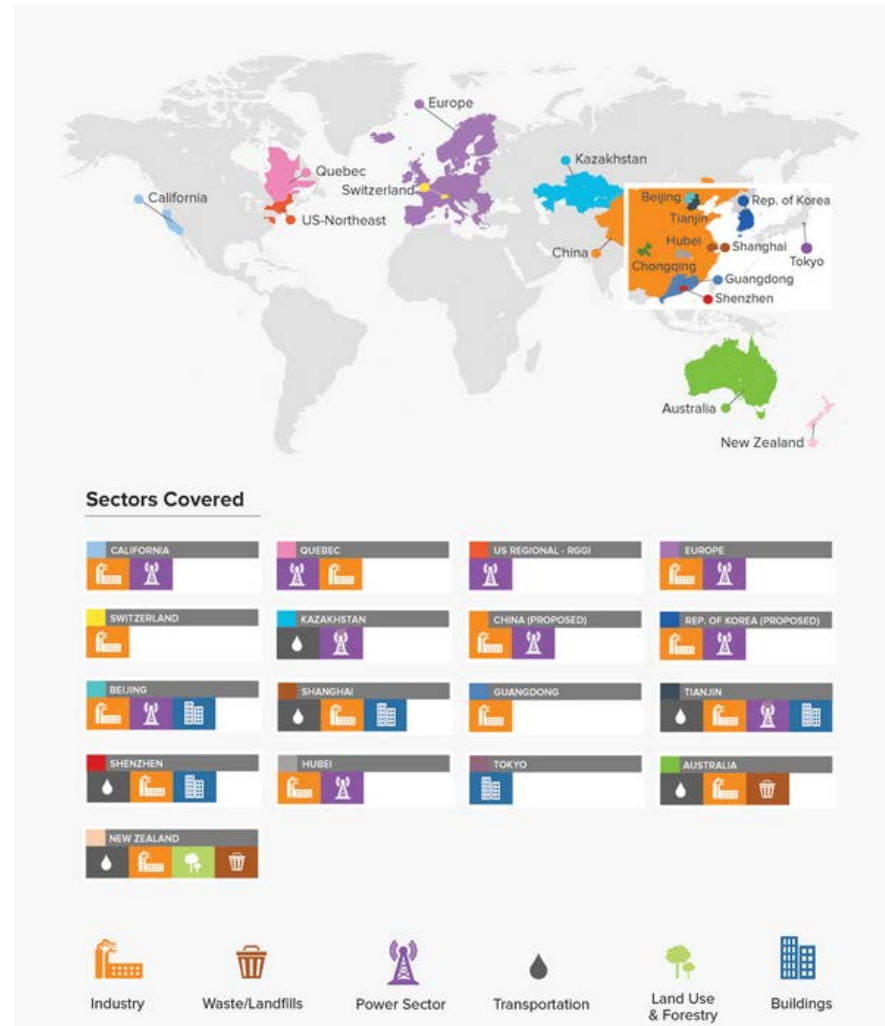 Europe
Kazakhstan
Quebec
Switzerland
California
US-Northeast
Beijing
Rep. of Korea
Tianjin
Hubei
Shanghai
China
Chongqing
Tokyo
Guangdong
Shenzhen
Australia
New Zealand
Sectors Covered
CALIFORNIA
QUEBEC
US REGIONAL - RGGI
EUROPE
SWITZERLAND
KAZAKHSTAN
CHINA (PROPOSED)
REP. OF KOREA (PROPOSED)
BEIJING
SHANGHAI
GUANGDONG
TIANJIN
SHENZHEN
HUBEI
TOKYO
AUSTRALIA
NEW ZEALAND
Industry
Waste/Landfills
Power Sector
Transportation
Land Use
& Forestry
Buildings